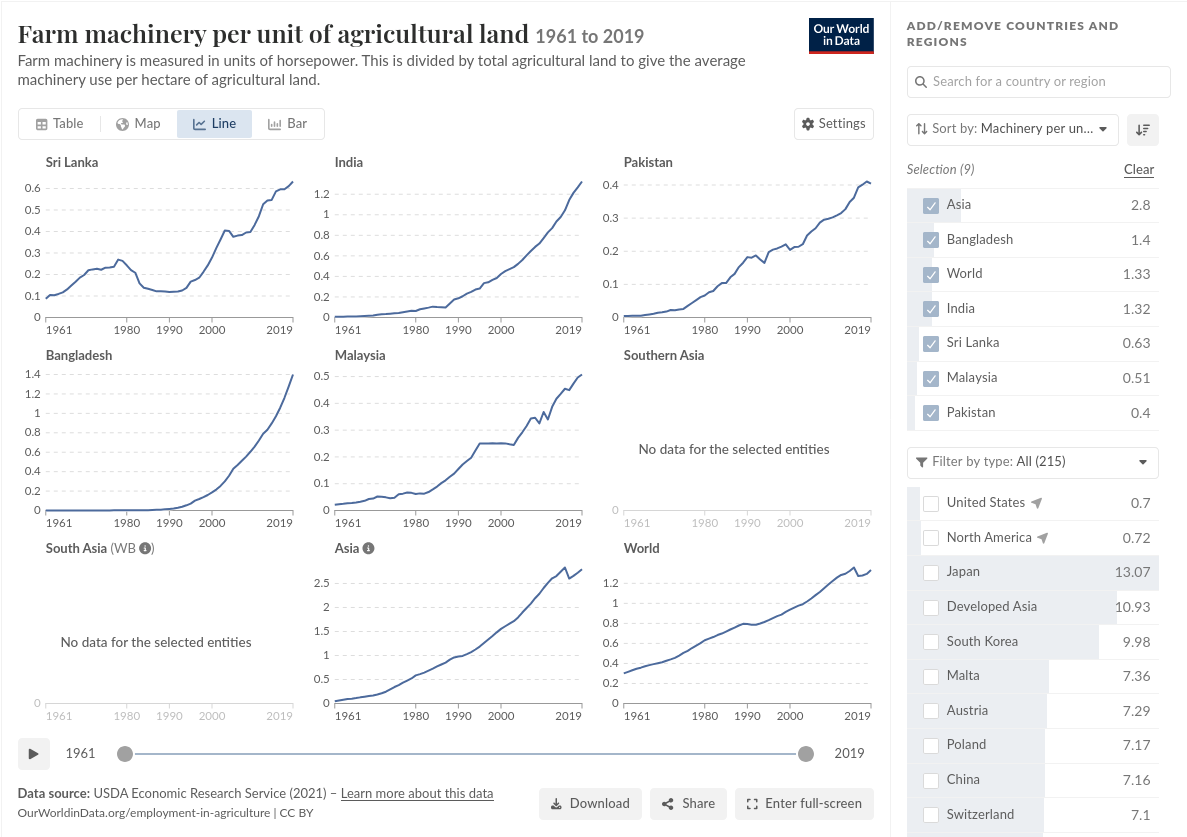 Farm machinery per unit of agricultural land 1961 to 2019
Farm machinery is measured in units of horsepower. This is divided by total agricultural land to give the average
machinery use per hectare of agricultural land.
Our World
in Data
Table
Map
Line
Bar
Settings
Sri Lanka
0.6
0.5
0.4
0.3
0.2
0.1
0
1961 1980 1990 2000 2019
India
1.2
1
0.8
0.6
0.4
0.2
0
1961 1980 1990 2000 2019
Pakistan
0.4
0.3
0.2
0.1
0
1961 1980 1990 2000 2019
Bangladesh
1.4
1.2
1
0.8
0.6
0.4
0.2
0
1961 1980 1990 2000 2019
Malaysia
0.5
0.4
0.3
0.2
0.1
0
1961 1980 1990 2000 2019
Southern Asia
No data for the selected entities
0
1961 1980 1990 2000 2019
South Asia (WB i)
No data for the selected entities
0
1961 1980 1990 2000 2019
Asia i
2.5
2
1.5
1
0.5
0
1961 1980 1990 2000 2019
World
1.2
1
0.8
0.6
0.4
0.2
1961 1980 1990 2000 2019
1961
2019
Data source: USDA Economic Research Service (2021) – Learn more about this data
OurWorldinData.org/employment-in-agriculture | CC BY
Download
Share
Enter full-screen
ADD/REMOVE COUNTRIES AND
REGIONS
Search for a country or region
Sort by: Machinery per un...
Selection (9)
Clear
Asia 2.8
Bangladesh 1.4
World 1.33
India 1.32
Sri Lanka 0.63
Malaysia 0.51
Pakistan 0.4
Filter by type: All (215)
United States 0.7
North America 0.72
Japan 13.07
Developed Asia 10.93
South Korea 9.98
Malta 7.36
Austria 7.29
Poland 7.17
China 7.16
Switzerland 7.1